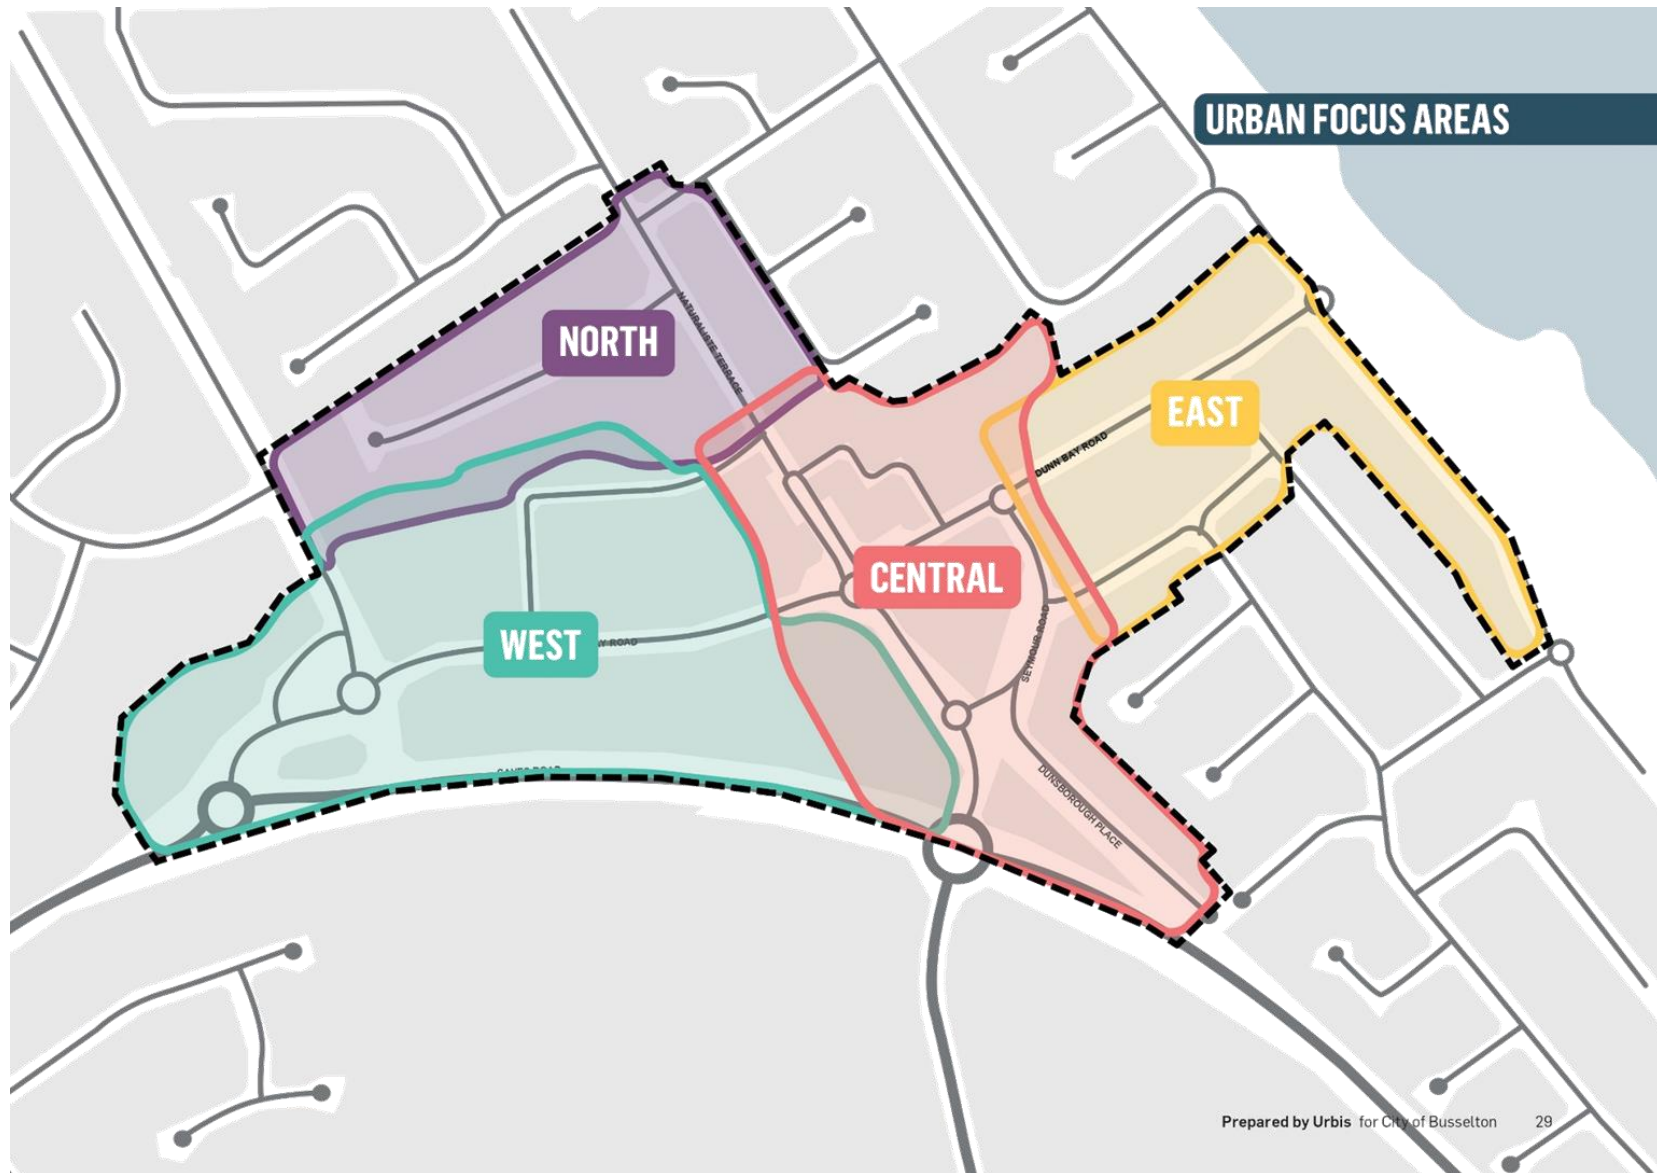 URBAN FOCUS AREAS
NORTH
NATURALISTE TERRACE
EAST
DUNN BAY ROAD
CENTRAL
WEST
Y ROAD
SEYMOUR ROAD
DUNSBOROUGH PLACE
Prepared by Urbis for City of Busselton 29